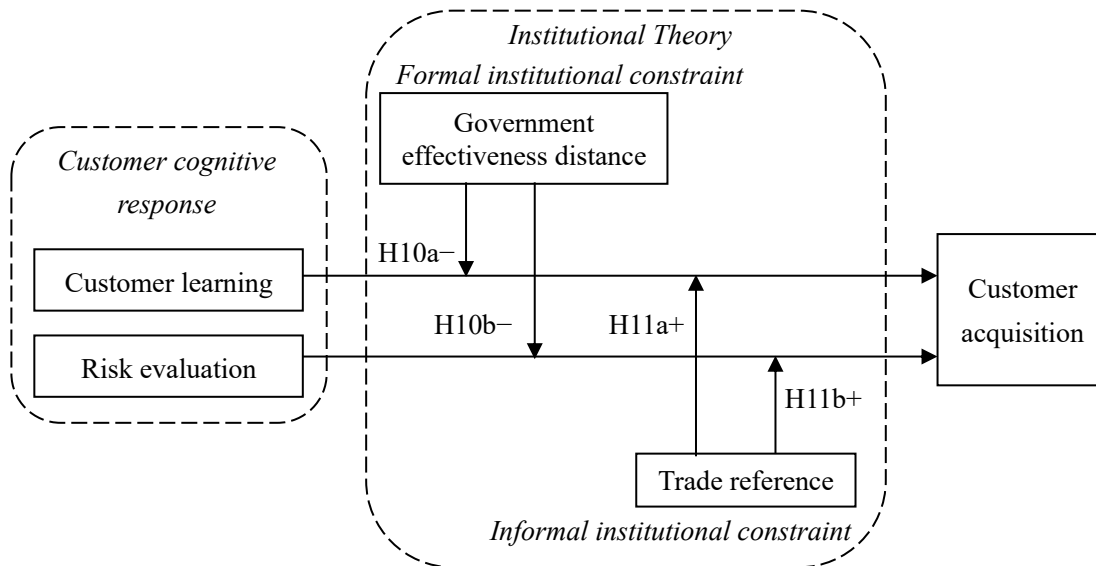 Institutional Theory
Formal institutional constraint
Government
effectiveness distance
Customer cognitive
response
H10a−
Customer learning
H10b−
H11a+
Risk evaluation
Customer
acquisition
H11b+
Trade reference
Informal institutional constraint